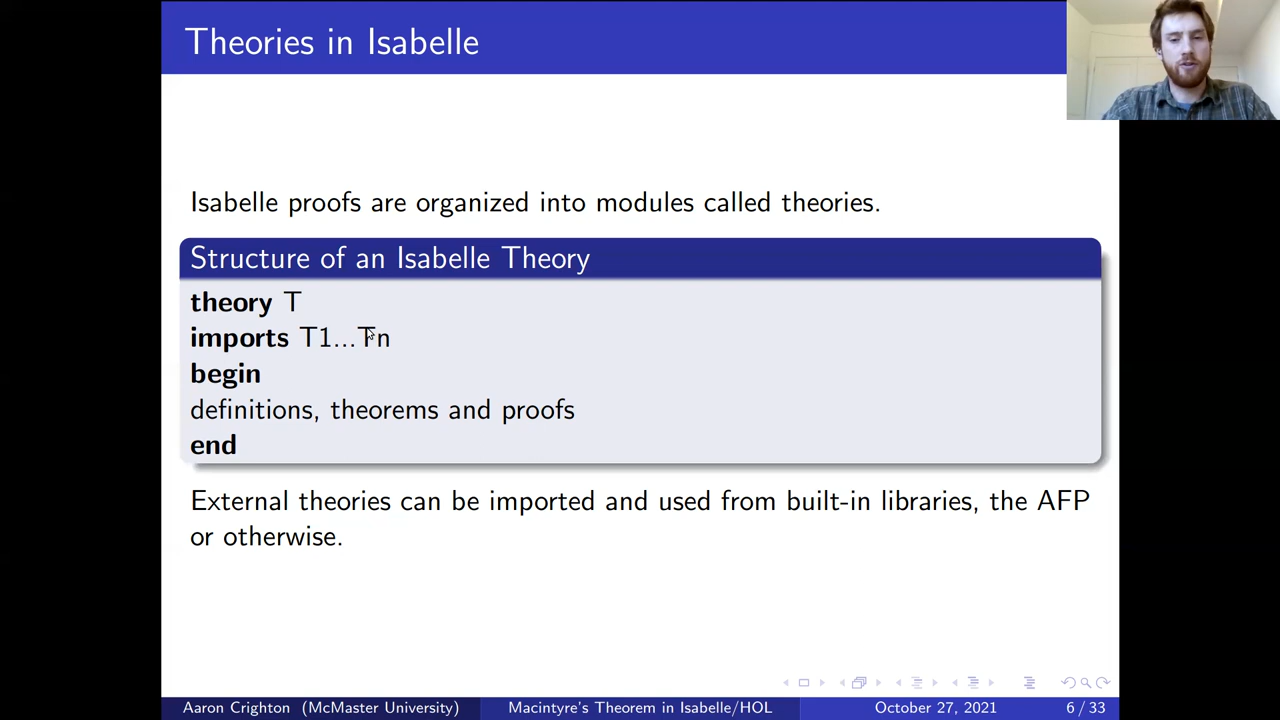 Theories in Isabelle
Isabelle proofs are organized into modules called theories.
Structure of an Isabelle Theory
theory T
imports T1...Tn
begin
definitions, theorems and proofs
end
External theories can be imported and used from built-in libraries, the AFP
or otherwise.
Aaron Crighton (McMaster University) Macintyre's Theorem in Isabelle/HOL October 27, 2021 6 / 33